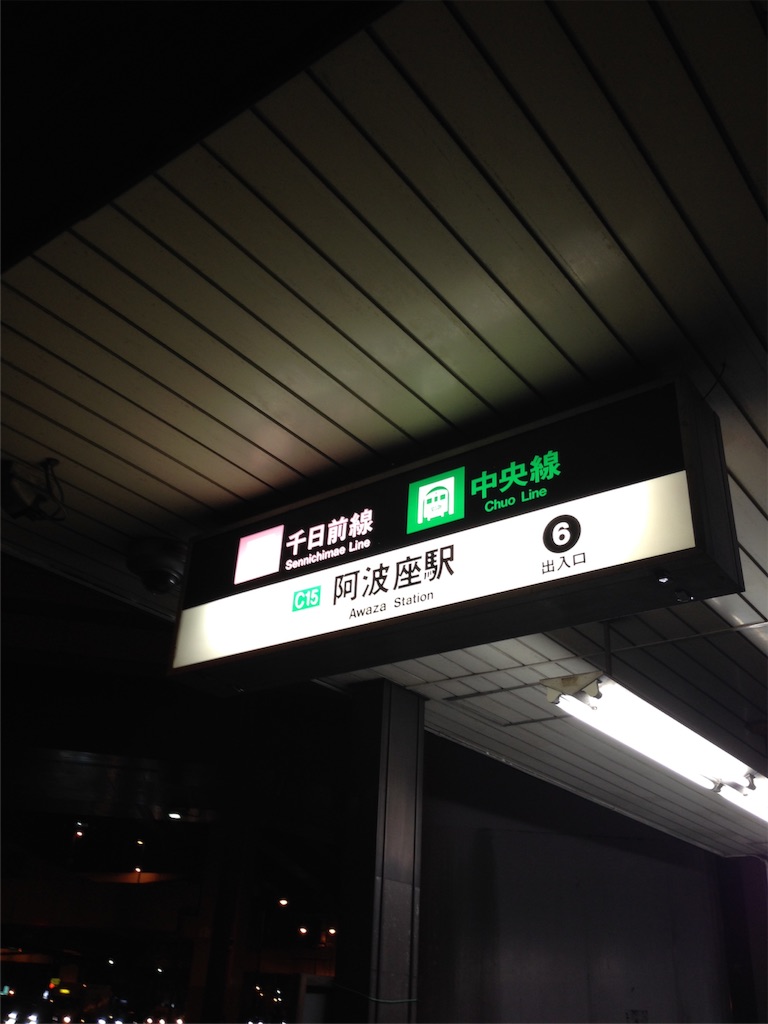 千日前線
Sennichimae Line
中央線
Chuo Line
C15
阿波座駅
Awaza Station
6
出入口